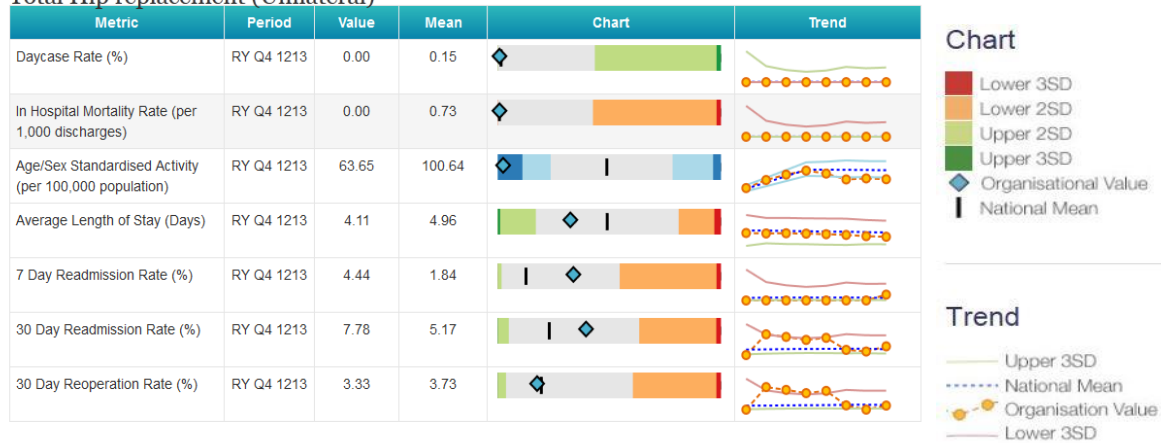 Total Hip replacement (Unilateral)
Metric Period Value Mean Chart Trend
Daycase Rate (%) RY Q4 1213 0.00 0.15
In Hospital Mortality Rate (per
1,000 discharges) RY Q4 1213 0.00 0.73
Age/Sex Standardised Activity
(per 100,000 population) RY Q4 1213 63.65 100.64
Average Length of Stay (Days) RY Q4 1213 4.11 4.96
7 Day Readmission Rate (%) RY Q4 1213 4.44 1.84
30 Day Readmission Rate (%) RY Q4 1213 7.78 5.17
30 Day Reoperation Rate (%) RY Q4 1213 3.33 3.73
Chart
Lower 3SD
Lower 2SD
Upper 2SD
Upper 3SD
Organisational Value
National Mean
Trend
Upper 3SD
National Mean
Organisation Value
Lower 3SD